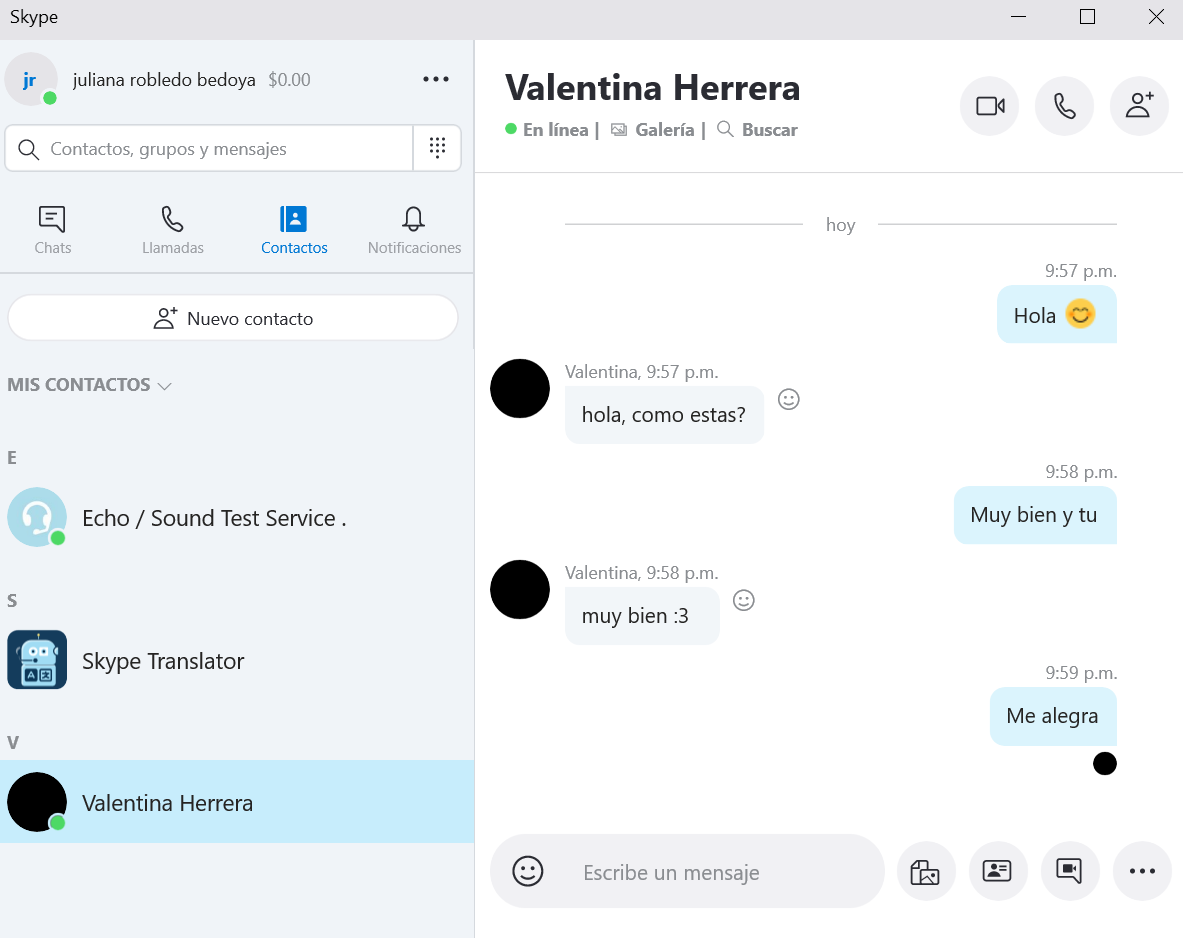 Skype
jr
juliana robledo bedoya $0.00
Contactos, grupos y mensajes
Chats
Llamadas
Contactos
Notificaciones
Nuevo contacto
MIS CONTACTOS
E
Echo / Sound Test Service .
S
Skype Translator
V
Valentina Herrera
Valentina Herrera
En línea | Galería | Buscar
hoy
9:57 p.m.
Hola 😊
Valentina, 9:57 p.m.
hola, como estas?
9:58 p.m.
Muy bien y tu
Valentina, 9:58 p.m.
muy bien :3
9:59 p.m.
Me alegra
Escribe un mensaje